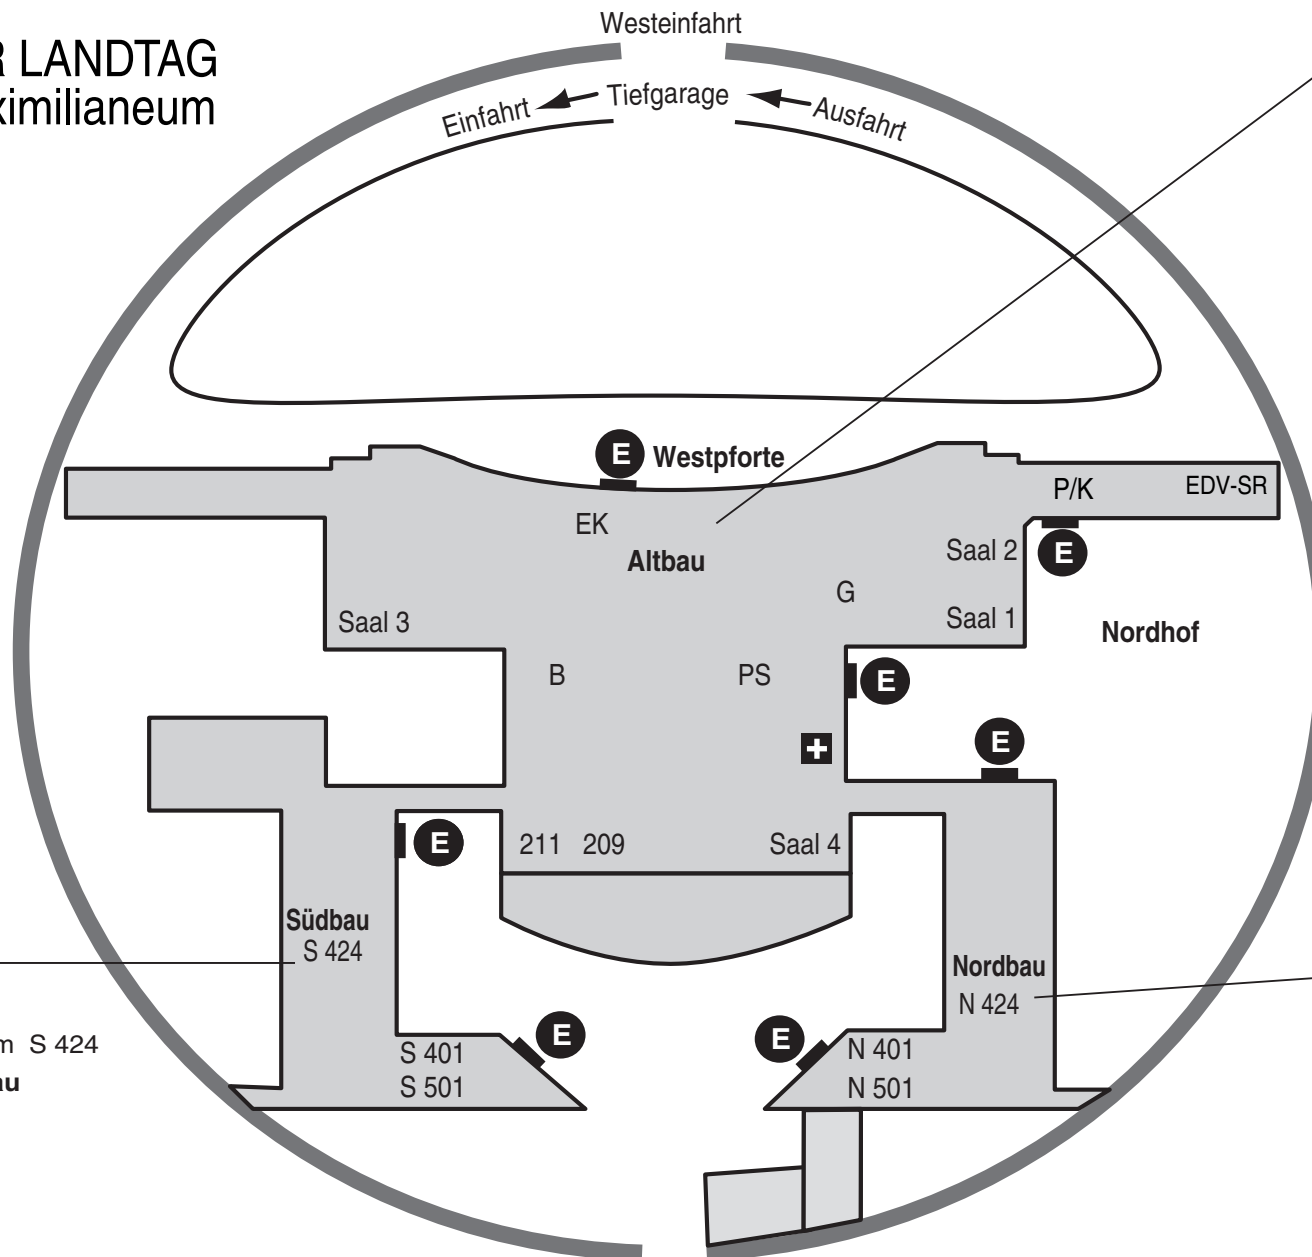 Westeinfahrt
R LANDTAG
ximilianeum
Einfahrt
Tiefgarage
Ausfahrt
E
Westpforte
P/K
EDV-SR
EK
Altbau
Saal 2
E
G
Saal 3
Saal 1
Nordhof
B
PS
E
E
E
211 209
Saal 4
Südbau
S 424
Nordbau
N 424
E
E
m S 424
S 401
N 401
au
S 501
N 501